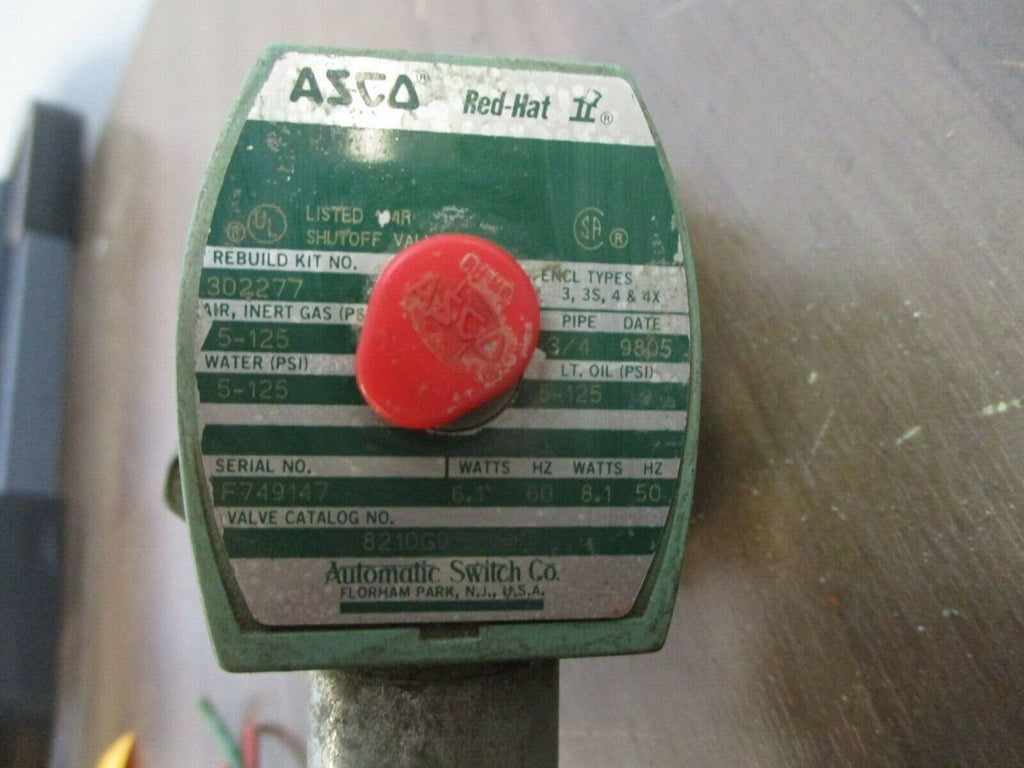 ASCO® Red-Hat II®
® UL LISTED SA ®
SHUTOFF
REBUILD KIT NO.
302277
ENCL TYPES
3, 3S, 4 & 4X
AIR, INERT GAS
5-125
PIPE DATE
3/4 9805
WATER (PSI)
5-125
LT. OIL (PSI)
ASCO
SERIAL NO. WATTS HZ WATTS HZ
F749147 6.1 60 8.1 50
VALVE CATALOG NO.
Automatic Switch Co.
FLORHAM PARK, N.J., U.S.A.